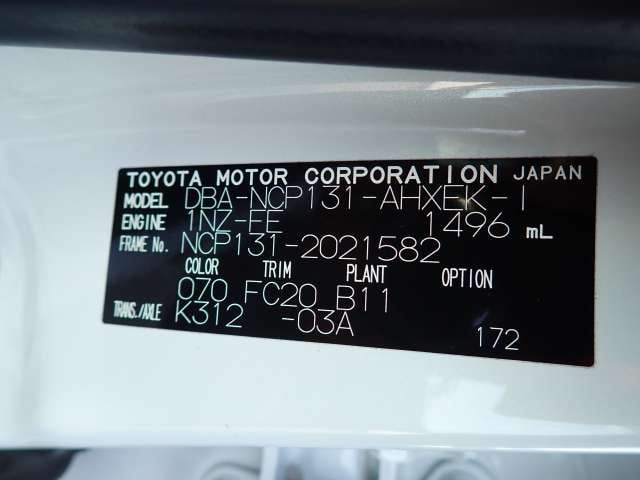 TOYOTA MOTOR CORPORATION JAPAN
MODEL DBA-NCP131-AHXEK-I
ENGINE 1NZ-FE 1496 mL
FRAME No. NCP131-2021582
COLOR TRIM PLANT OPTION
070 FC20 B11
TRANS./AXLE K312 -03A
172